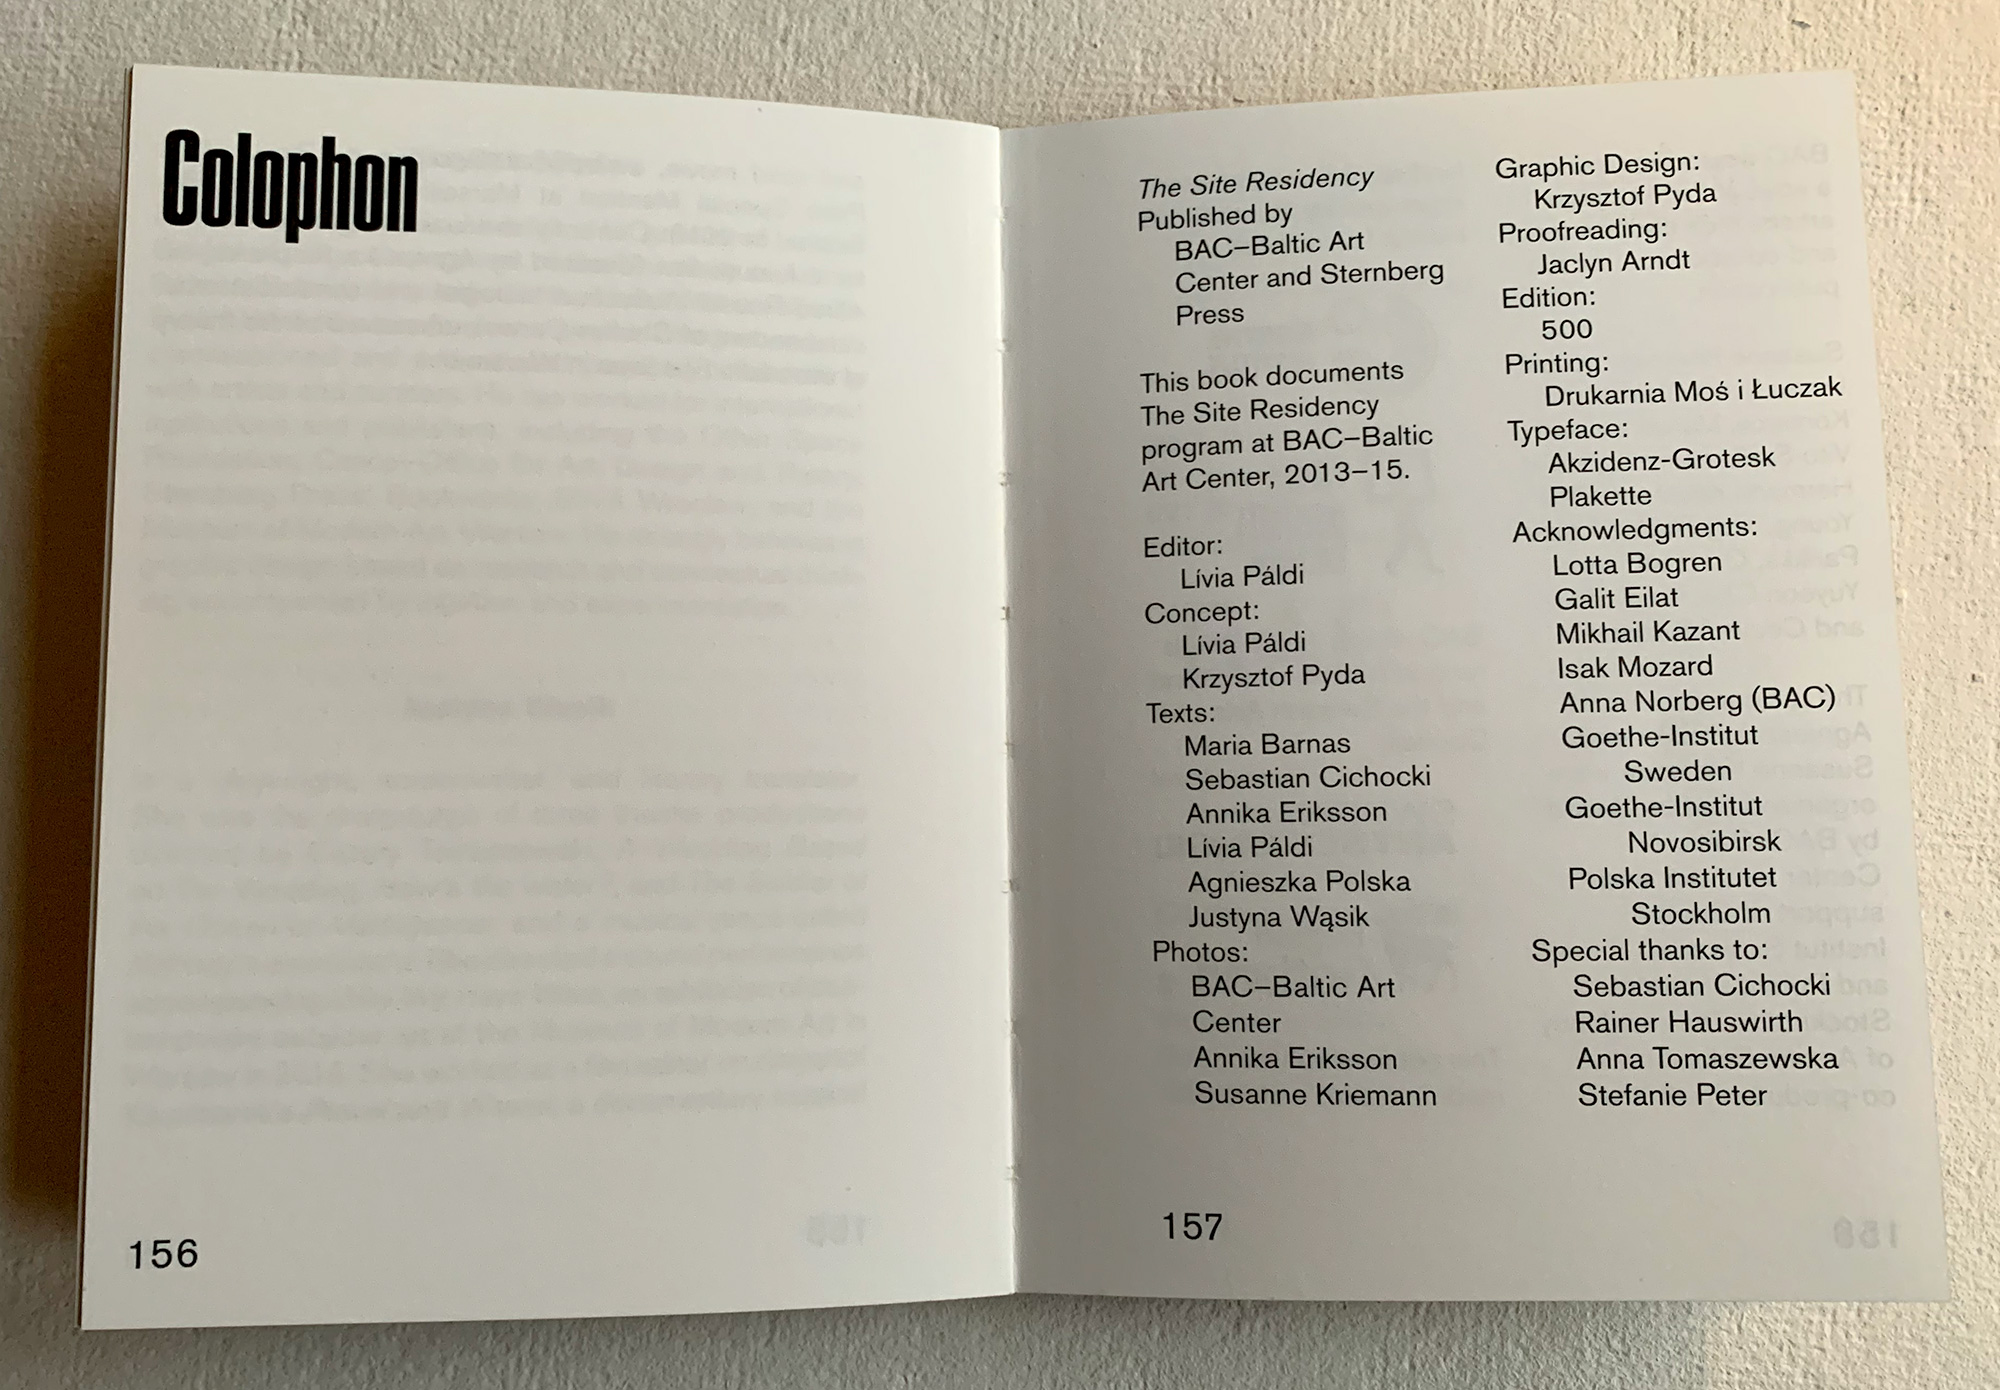 Colophon
156
The Site Residency
Published by
BAC–Baltic Art
Center and Sternberg
Press
This book documents
The Site Residency
program at BAC–Baltic
Art Center, 2013–15.
Editor:
Lívia Páldi
Concept:
Lívia Páldi
Krzysztof Pyda
Texts:
Maria Barnas
Sebastian Cichocki
Annika Eriksson
Lívia Páldi
Agnieszka Polska
Justyna Wąsik
Photos:
BAC–Baltic Art
Center
Annika Eriksson
Susanne Kriemann
157
Graphic Design:
Krzysztof Pyda
Proofreading:
Jaclyn Arndt
Edition:
500
Printing:
Drukarnia Moś i Łuczak
Typeface:
Akzidenz-Grotesk
Plakette
Acknowledgments:
Lotta Bogren
Galit Eilat
Mikhail Kazant
Isak Mozard
Anna Norberg (BAC)
Goethe-Institut
Sweden
Goethe-Institut
Novosibirsk
Polska Institutet
Stockholm
Special thanks to:
Sebastian Cichocki
Rainer Hauswirth
Anna Tomaszewska
Stefanie Peter